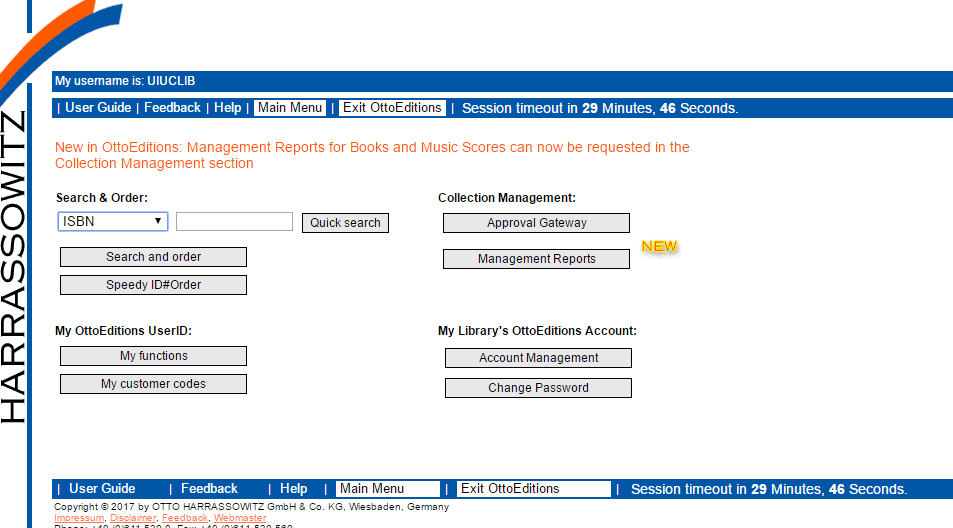 HARRASSOWITZ
My username is: UIUCLIB
| User Guide | Feedback | Help | Main Menu | Exit OttoEditions | Session timeout in 29 Minutes, 46 Seconds.
New in OttoEditions: Management Reports for Books and Music Scores can now be requested in the
Collection Management section
Search & Order:
ISBN ▼ Quick search
Search and order
Speedy ID#Order
Collection Management:
Approval Gateway
Management Reports NEW
My OttoEditions UserID:
My functions
My customer codes
My Library's OttoEditions Account:
Account Management
Change Password
| User Guide | Feedback | Help | Main Menu | Exit OttoEditions | Session timeout in 29 Minutes, 46 Seconds.
Copyright © 2017 by OTTO HARRASSOWITZ GmbH & Co. KG, Wiesbaden, Germany
Impressum, Disclaimer, Feedback, Webmaster